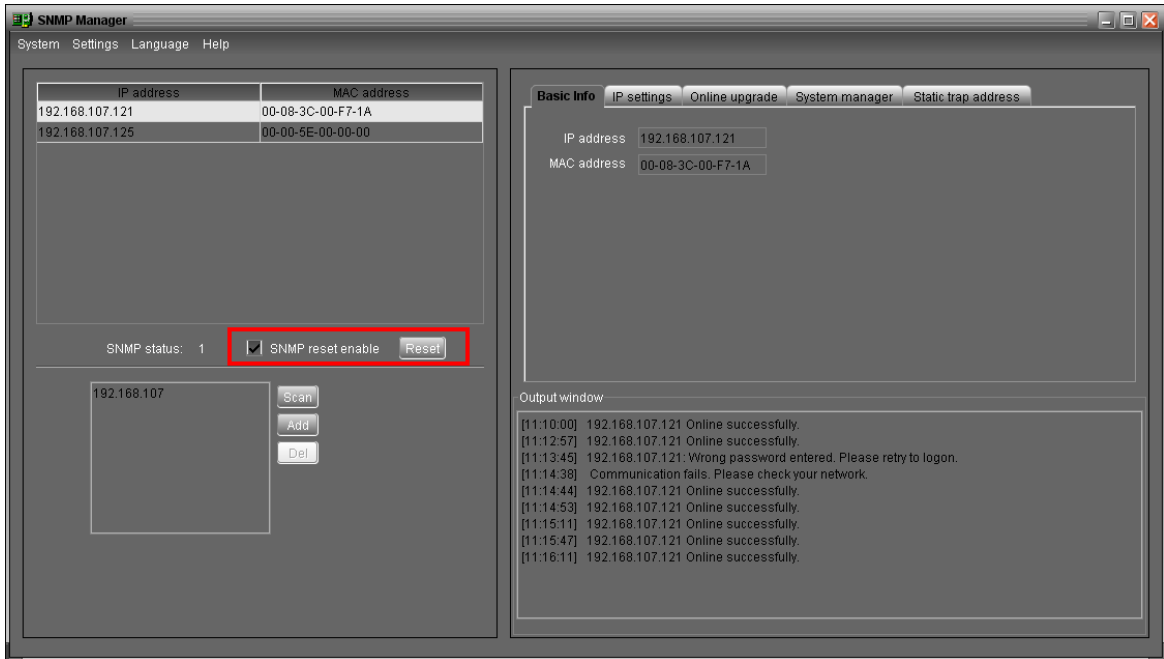 SNMP Manager
System Settings Language Help
IP address MAC address
192.168.107.121 00-08-3C-00-F7-1A
192.168.107.125 00-00-5E-00-00-00
SNMP status: 1 SNMP reset enable Reset
192.168.107
Scan
Add
Del
Basic Info IP settings Online upgrade System manager Static trap address
IP address 192.168.107.121
MAC address 00-08-3C-00-F7-1A
Output window
[11:10:00] 192.168.107.121 Online successfully.
[11:12:57] 192.168.107.121 Online successfully.
[11:13:45] 192.168.107.121: Wrong password entered. Please retry to logon.
[11:14:38] Communication fails. Please check your network.
[11:14:44] 192.168.107.121 Online successfully.
[11:14:53] 192.168.107.121 Online successfully.
[11:15:11] 192.168.107.121 Online successfully.
[11:15:47] 192.168.107.121 Online successfully.
[11:16:11] 192.168.107.121 Online successfully.